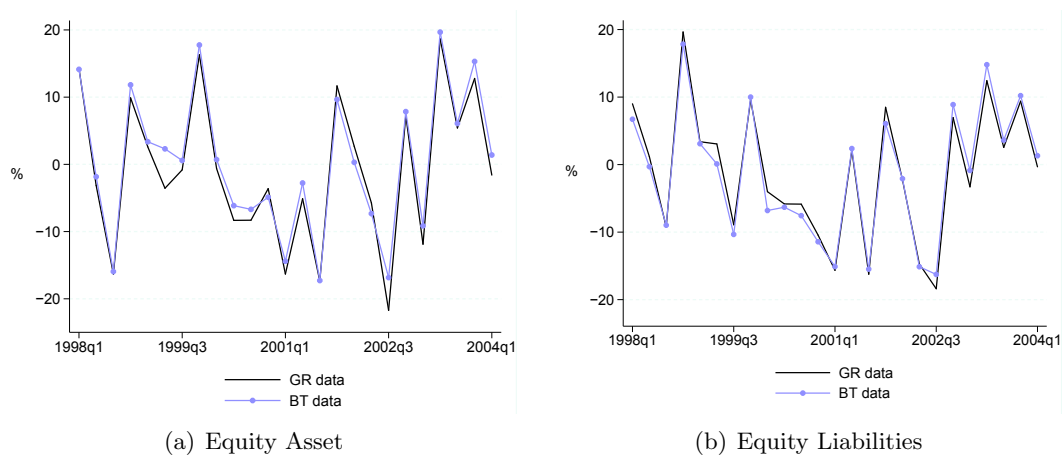 20
10
0
%
−10
−20
1998q1 1999q3 2001q1 2002q3 2004q1
GR data
BT data
(a) Equity Asset
20
10
0
%
−10
−20
1998q1 1999q3 2001q1 2002q3 2004q1
GR data
BT data
(b) Equity Liabilities